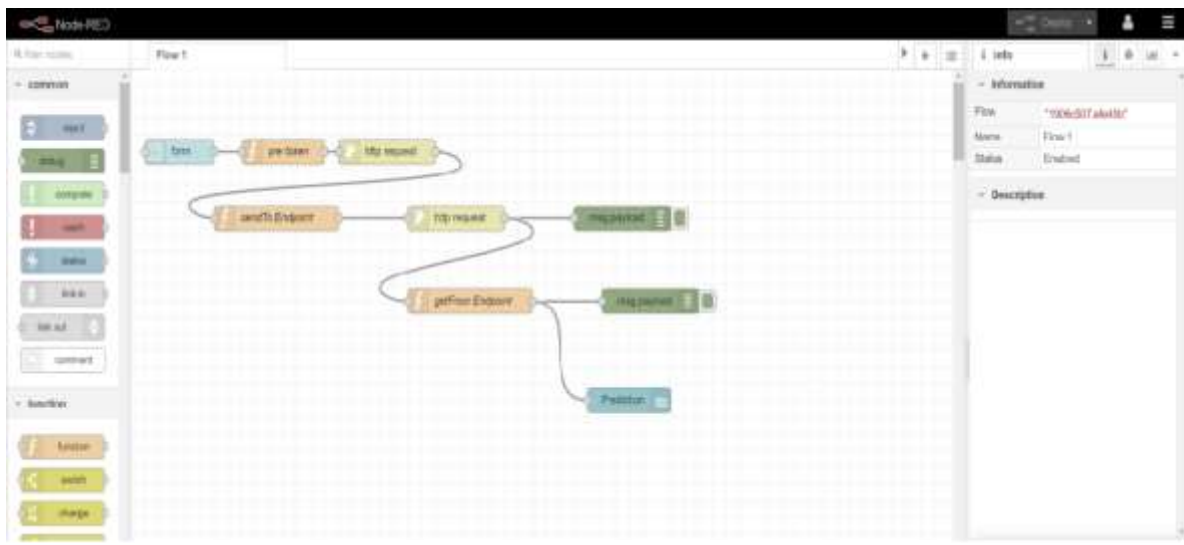 Node-RED
Deploy
filter nodes
Flow 1
info
common
inject
debug
complete
catch
status
link in
link out
comment
function
function
switch
change
form
pre token
http request
sendTo Endpoint
http request
msg.payload
getFrom Endpoint
msg.payload
Prediction
Information
Flow
Name
Flow 1
Status
Enabled
Description